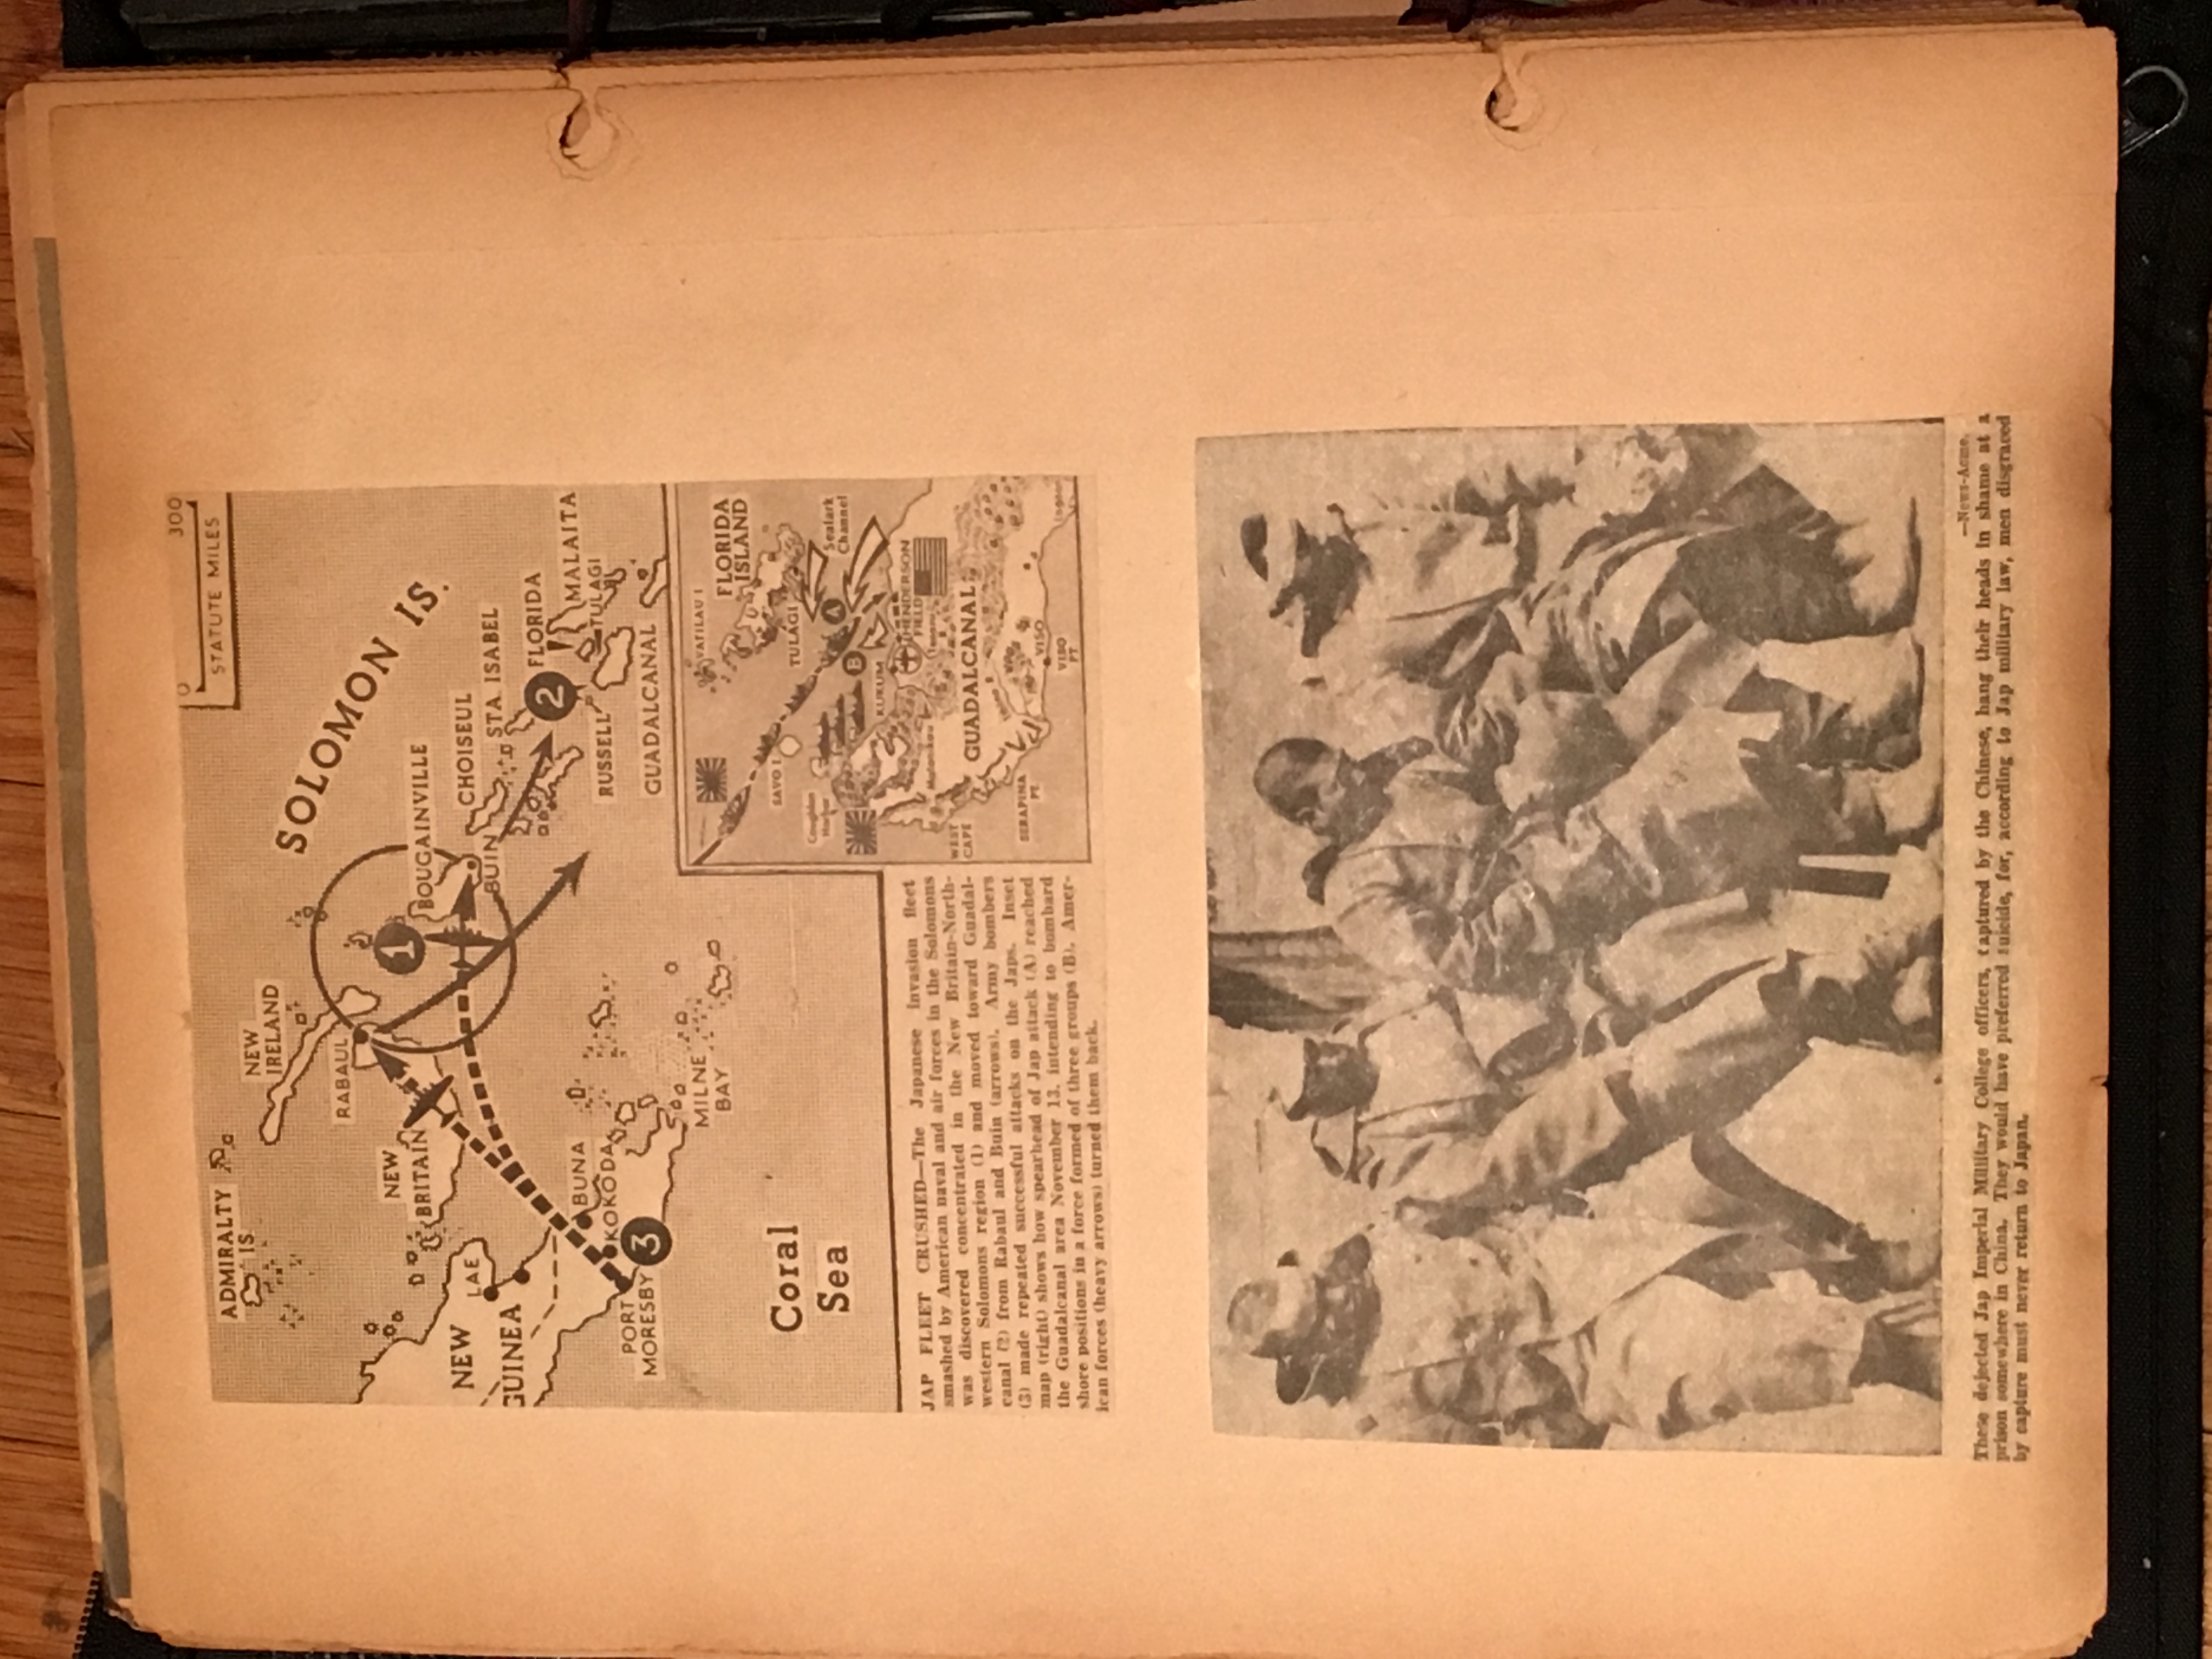 0 300
STATUTE MILES
ADMIRALTY
IS
NEW
IRELAND
SOLOMON IS.
RABAUL
NEW
BRITAIN
1
BOUGAINVILLE
NEW
GUINEA
LAE
CHOISEUL
BUIN
STA. ISABEL
2
FLORIDA
MALAITA
BUNA
KOKODA
RUSSELL
TULAGI
PORT
MORESBY
3
GUADALCANAL
MILNE
BAY
Coral
Sea
VATILAU I
FLORIDA
ISLAND
SAVO I
TULAGI
Coughlan
Harbor
A
Sealark
Channel
B
KUKUM
HENDERSON
FIELD
Matanikau
Tenaru
WEST
CAPE
GUADALCANAL
SERAPINA
PT
VISO
VISO
PT
JAP FLEET CRUSHED—The Japanese invasion fleet
smashed by American naval and air forces in the Solomons
was discovered concentrated in the New Britain-North-
western Solomons region (1) and moved toward Guadal-
canal (2) from Rabaul and Buin (arrows). Army bombers
(3) made repeated successful attacks on the Japs. Inset
map (right) shows how spearhead of Jap attack (A) reached
the Guadalcanal area November 13, intending to bombard
shore positions in a force formed of three groups (B). Amer-
ican forces (heavy arrows) turned them back.
—News-Acme.
These dejected Jap Imperial Military College officers, captured by the Chinese, hang their heads in shame at a
prison somewhere in China. They would have preferred suicide, for, according to Jap military law, men disgraced
by capture must never return to Japan.